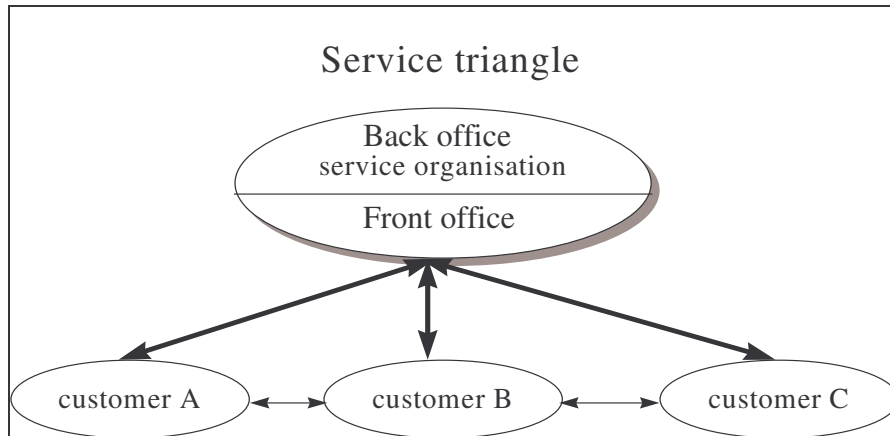 Service triangle
Back office
service organisation
Front office
customer A
customer B
customer C